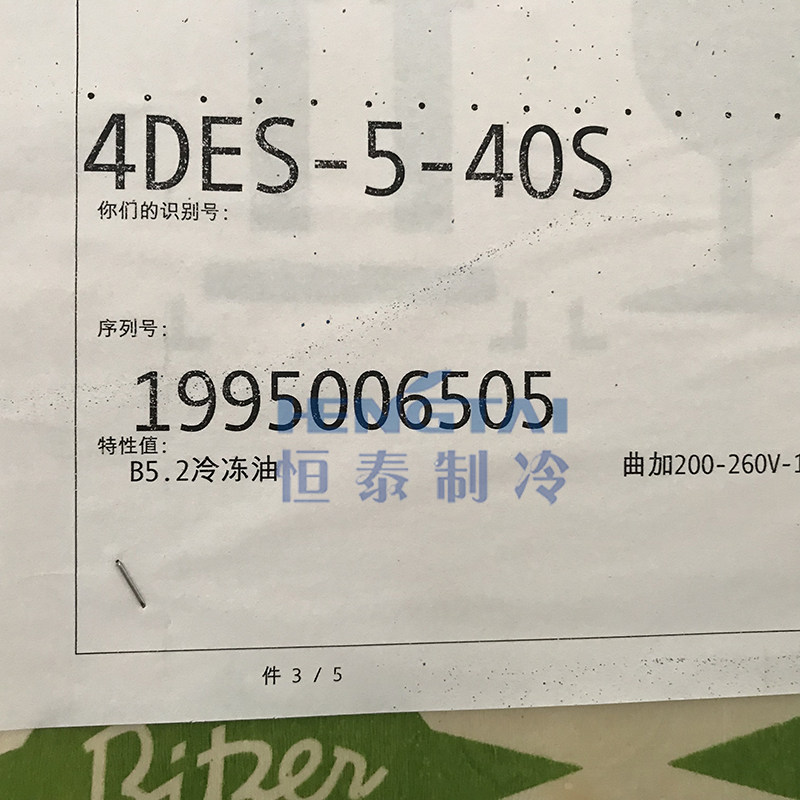 4DES-5-40S
你们的识别号:
序列号:
1995006505
HENGTAI
特性值:
B5.2冷冻油
恒泰制冷
曲加200-260V-1
件 3 / 5
Bitzer